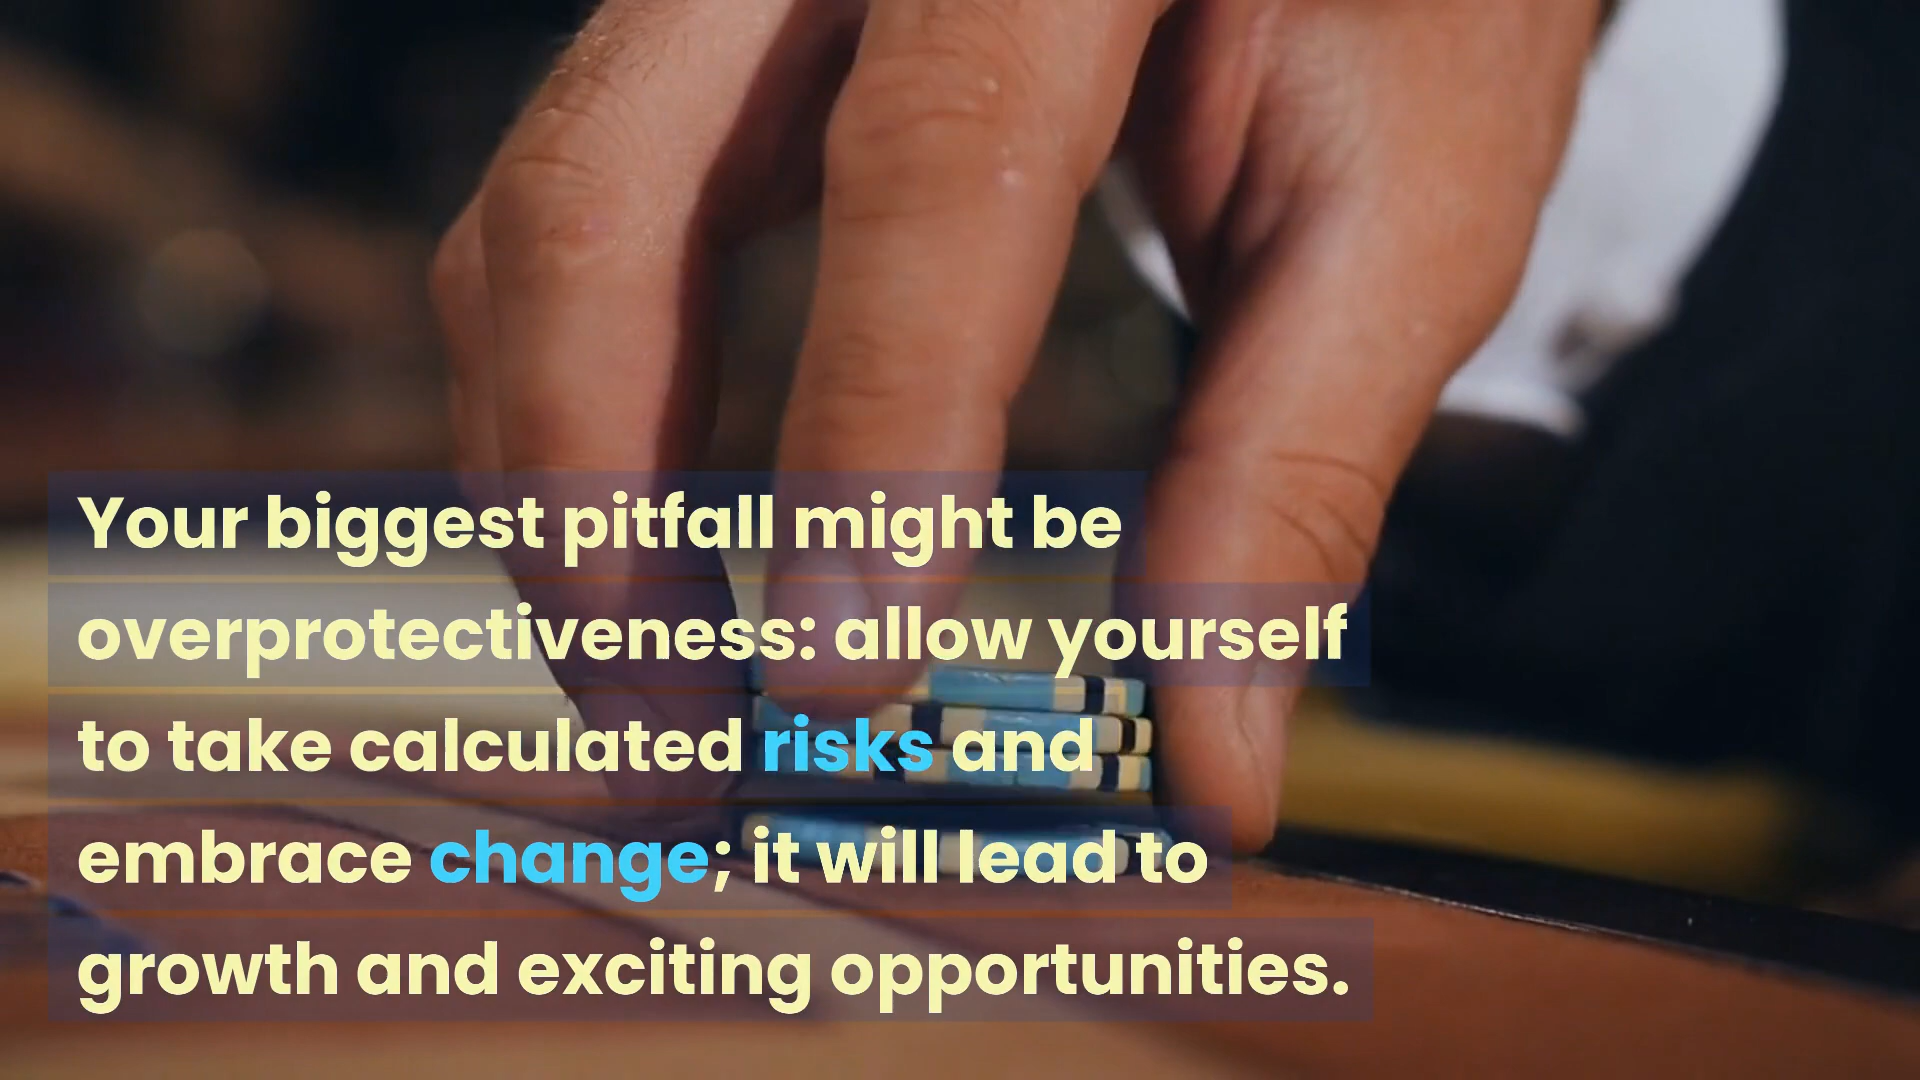 Your biggest pitfall might be
overprotectiveness: allow yourself
to take calculated risks and
embrace change; it will lead to
growth and exciting opportunities.